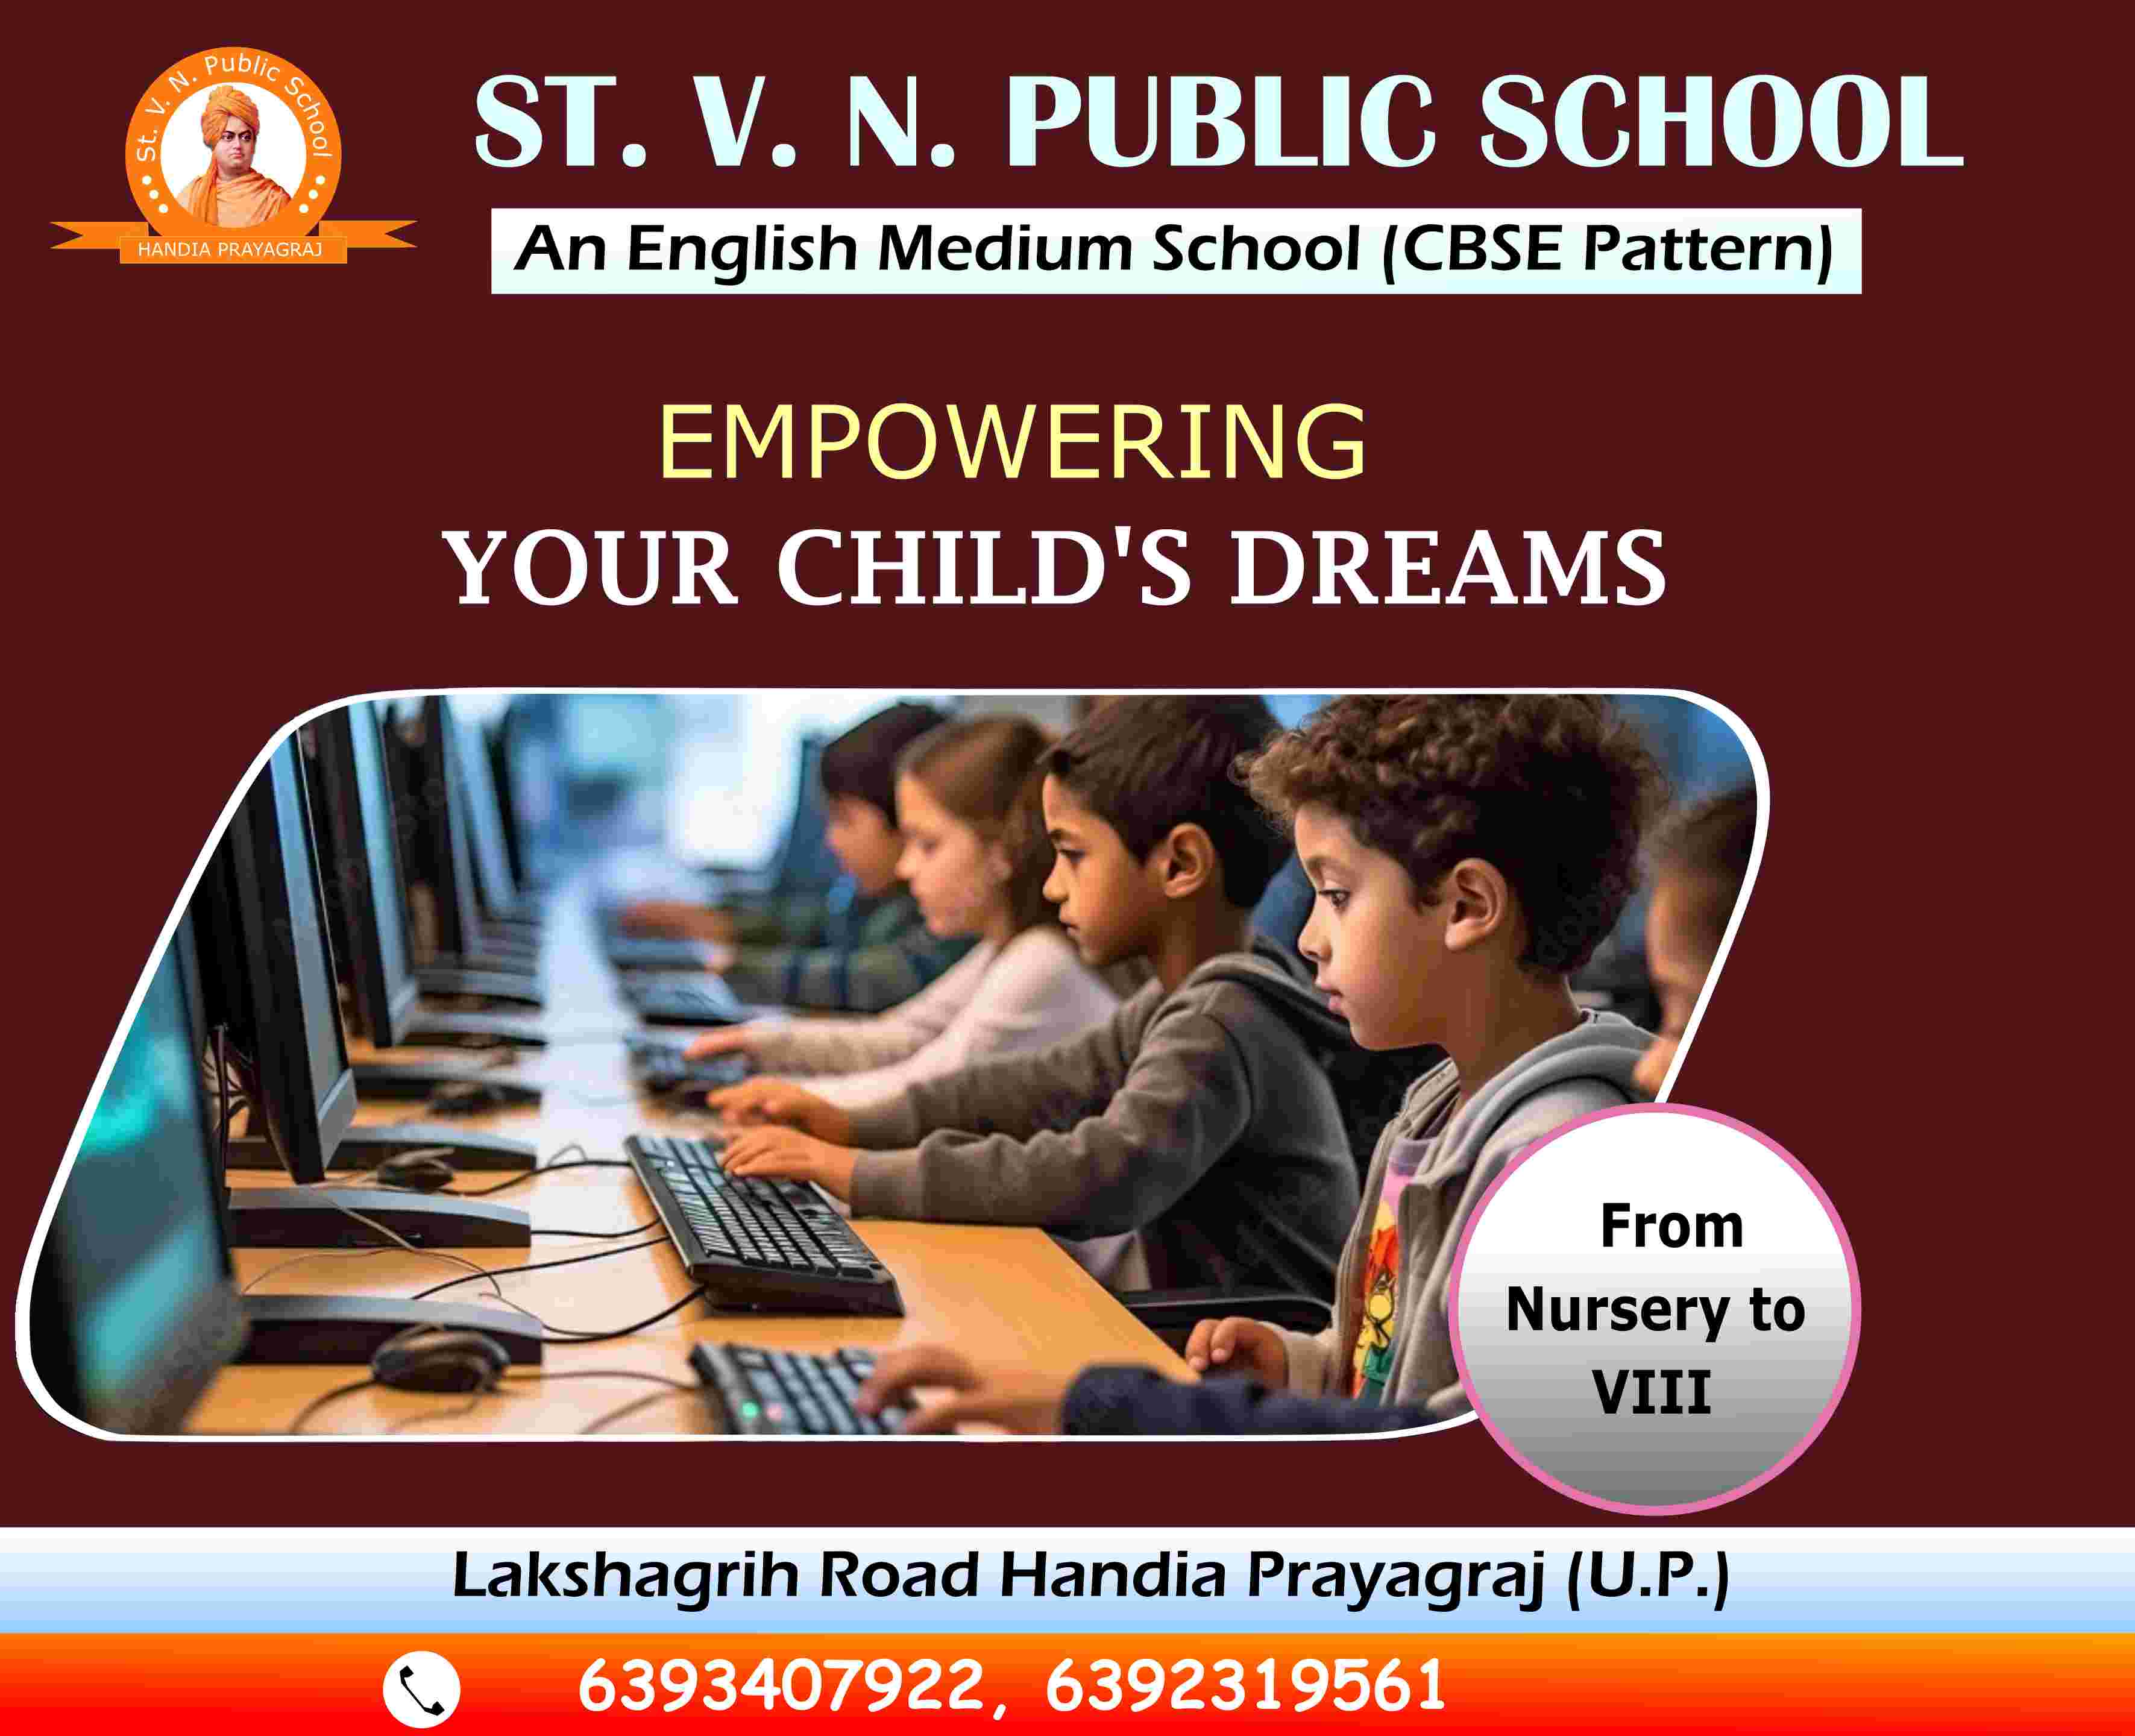 St. V. N. Public School
HANDIA PRAYAGRAJ
ST. V. N. PUBLIC SCHOOL
An English Medium School (CBSE Pattern)
EMPOWERING
YOUR CHILD'S DREAMS
From
Nursery to
VIII
Lakshagrih Road Handia Prayagraj (U.P.)
6393407922, 6392319561